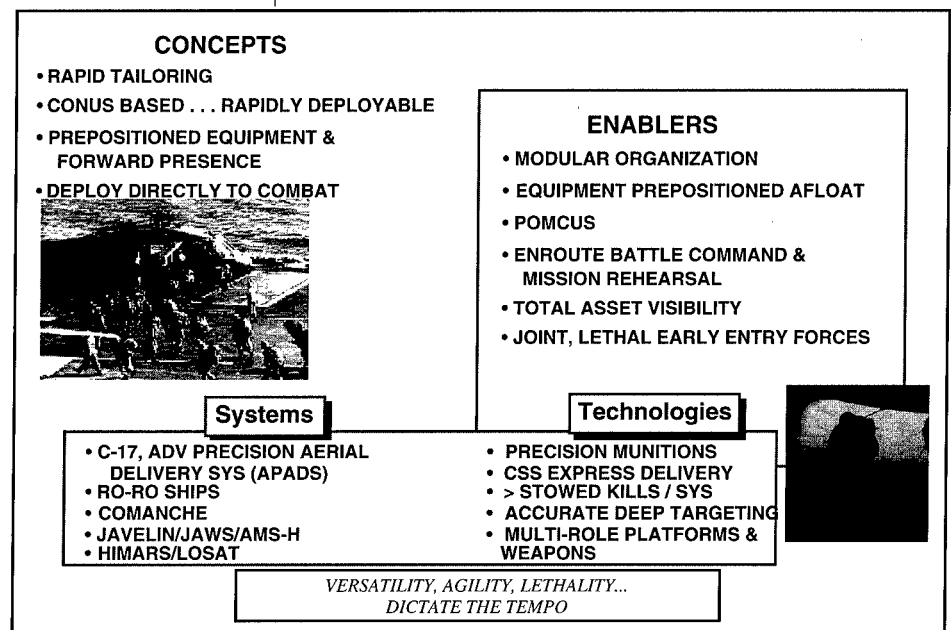 CONCEPTS
• RAPID TAILORING
• CONUS BASED . . . RAPIDLY DEPLOYABLE
• PREPOSITIONED EQUIPMENT &
FORWARD PRESENCE
• DEPLOY DIRECTLY TO COMBAT
ENABLERS
• MODULAR ORGANIZATION
• EQUIPMENT PREPOSITIONED AFLOAT
• POMCUS
• ENROUTE BATTLE COMMAND &
MISSION REHEARSAL
• TOTAL ASSET VISIBILITY
• JOINT, LETHAL EARLY ENTRY FORCES
Systems
• C-17, ADV PRECISION AERIAL
DELIVERY SYS (APADS)
• RO-RO SHIPS
• COMANCHE
• JAVELIN/JAWS/AMS-H
• HIMARS/LOSAT
Technologies
• PRECISION MUNITIONS
• CSS EXPRESS DELIVERY
• > STOWED KILLS / SYS
• ACCURATE DEEP TARGETING
• MULTI-ROLE PLATFORMS &
WEAPONS
VERSATILITY, AGILITY, LETHALITY...
DICTATE THE TEMPO